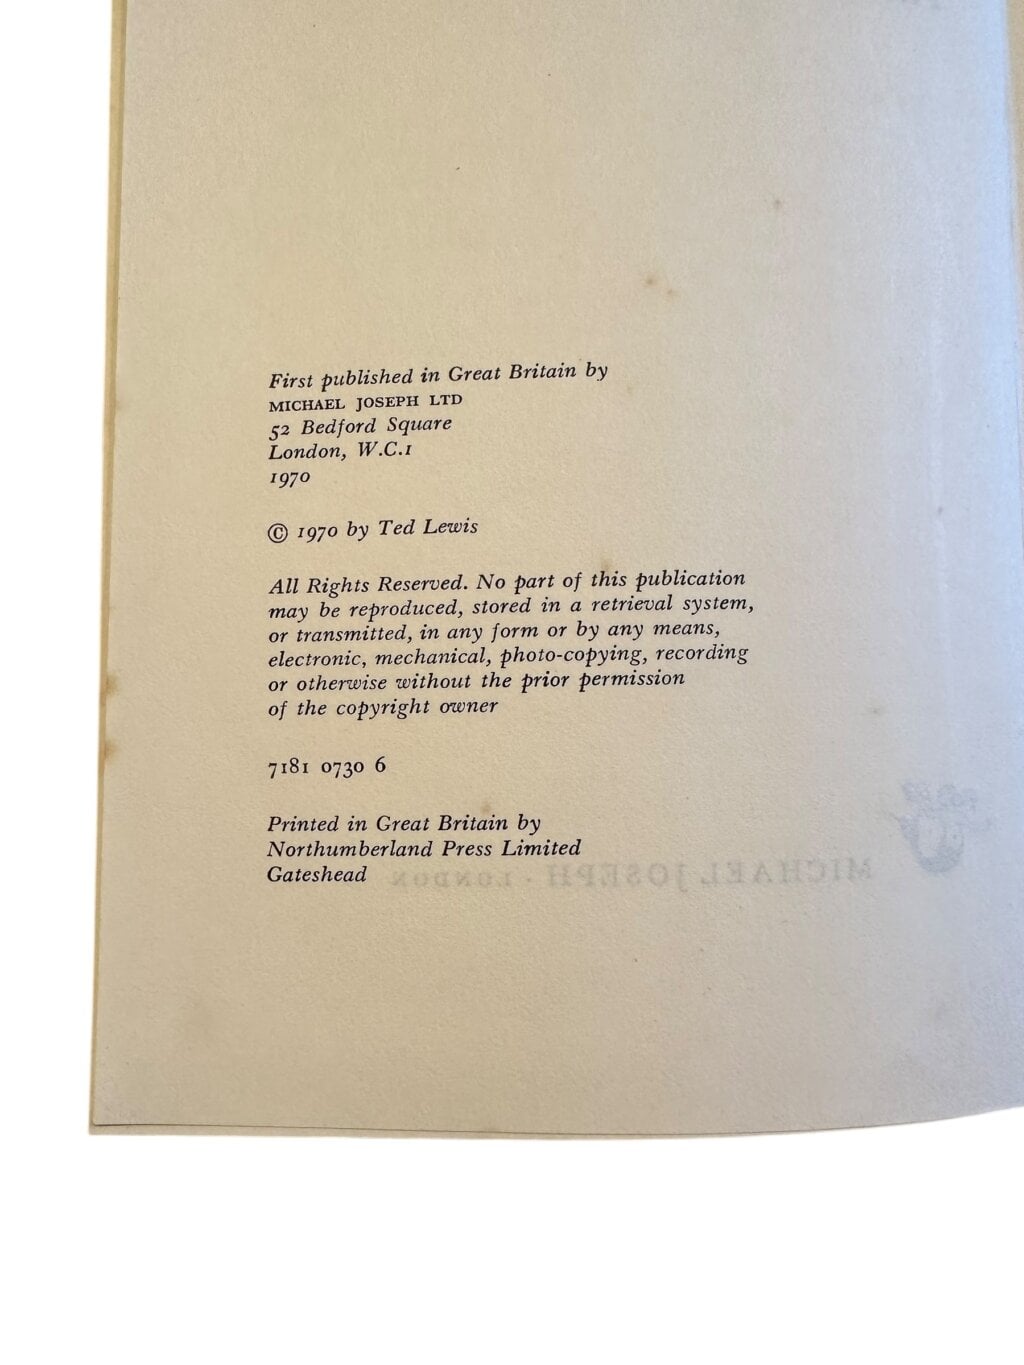 First published in Great Britain by
MICHAEL JOSEPH LTD
52 Bedford Square
London, W.C.1
1970
© 1970 by Ted Lewis
All Rights Reserved. No part of this publication
may be reproduced, stored in a retrieval system,
or transmitted, in any form or by any means,
electronic, mechanical, photo-copying, recording
or otherwise without the prior permission
of the copyright owner
7181 0730 6
Printed in Great Britain by
Northumberland Press Limited
Gateshead
MICHAEL JOSEPH · LONDON